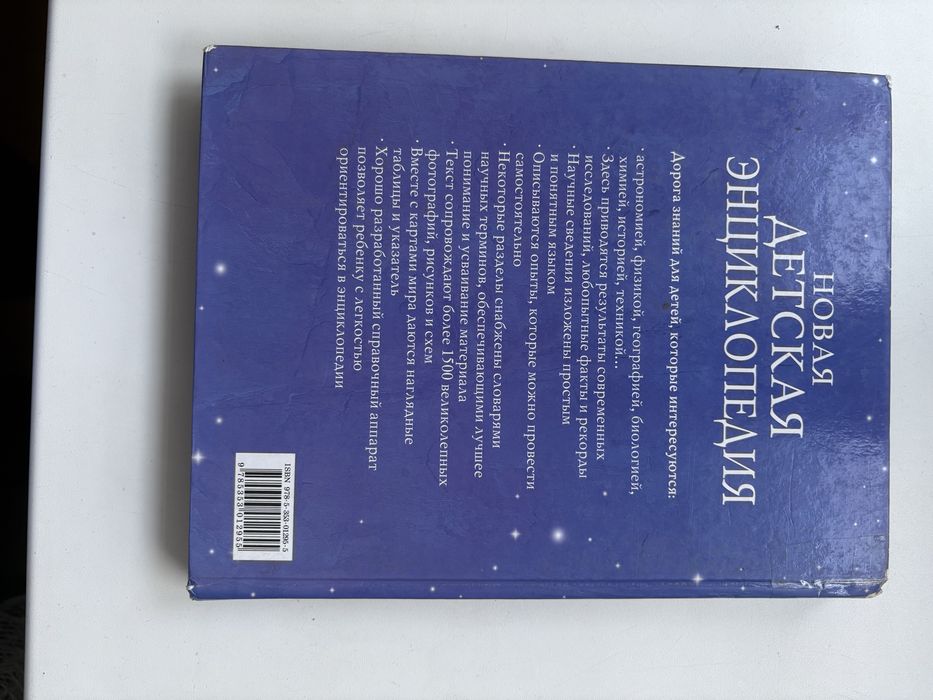 НОВАЯ
ДЕТСКАЯ
ЭНЦИКЛОПЕДИЯ
Дорога знаний для детей, которые интересуются:
· астрономией, физикой, географией, биологией,
химией, историей, техникой...
· Здесь приводятся результаты современных
исследований, любопытные факты и рекорды
· Научные сведения изложены простым
и понятным языком
· Описываются опыты, которые можно провести
самостоятельно
· Некоторые разделы снабжены словарями
научных терминов, обеспечивающими лучшее
понимание и усваивание материала
· Текст сопровождают более 1500 великолепных
фотографий, рисунков и схем
· Вместе с картами мира даются наглядные
таблицы и указатель
· Хорошо разработанный справочный аппарат
позволяет ребенку с легкостью
ориентироваться в энциклопедии
ISBN 978-5-353-01295-5
9 785353 012955